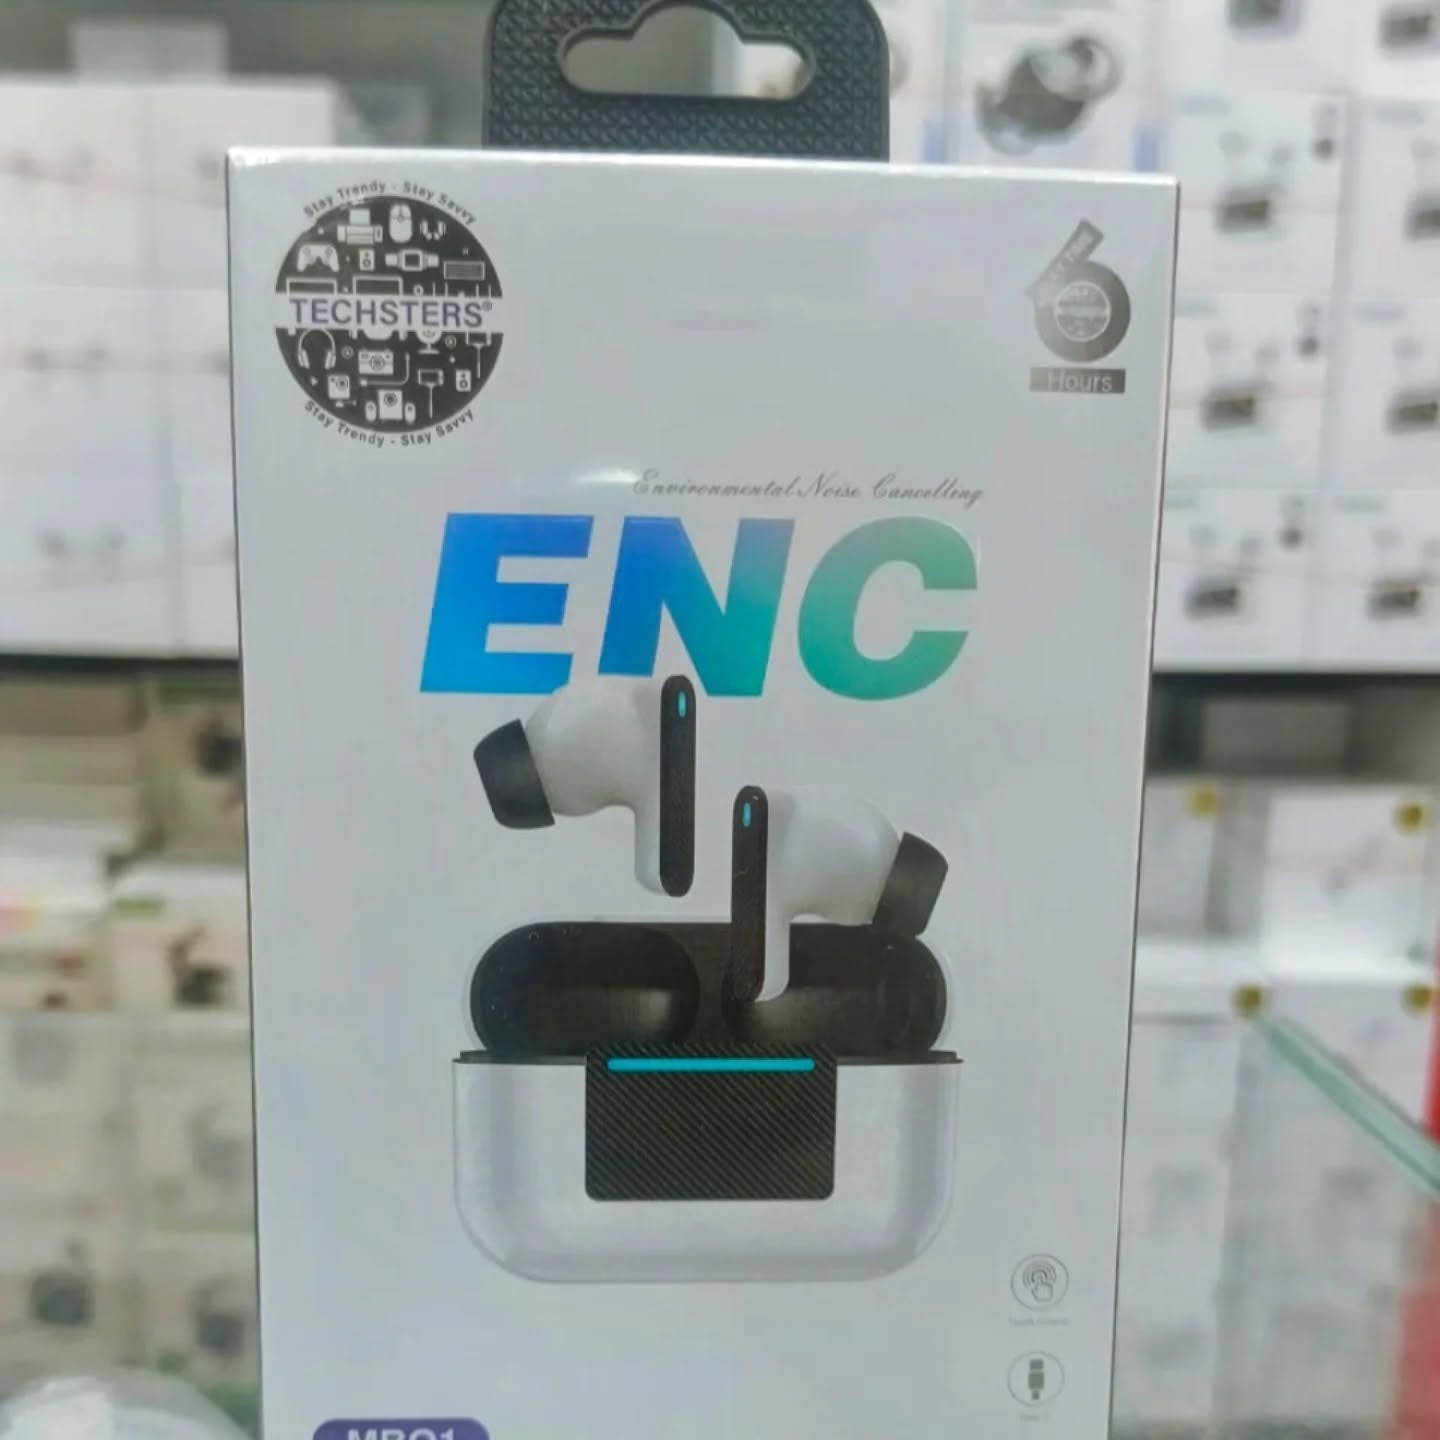 Stay Trendy - Stay Savvy
TECHSTERS®
Stay Trendy - Stay Savvy
6
Hours
Environmental Noise Cancelling
ENC